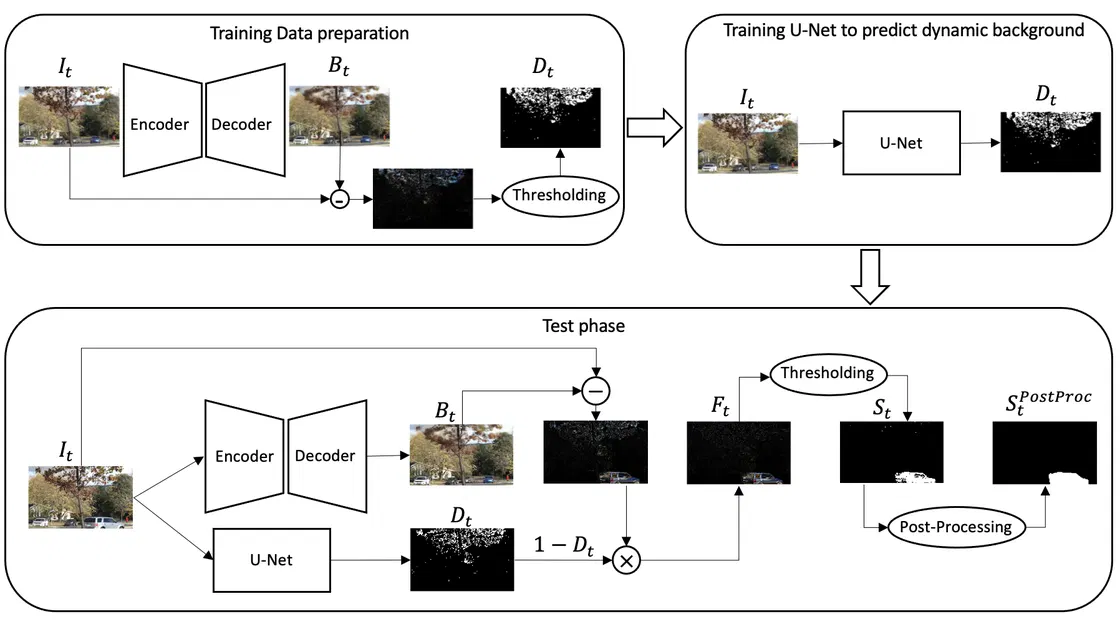 Training Data preparation
I_t
B_t
D_t
Encoder
Decoder
-
Thresholding
Training U-Net to predict dynamic background
I_t
D_t
U-Net
Test phase
Thresholding
−
B_t
F_t
S_t
S_t^{PostProc}
I_t
Encoder
Decoder
D_t
1 − D_t
Post-Processing
U-Net
×